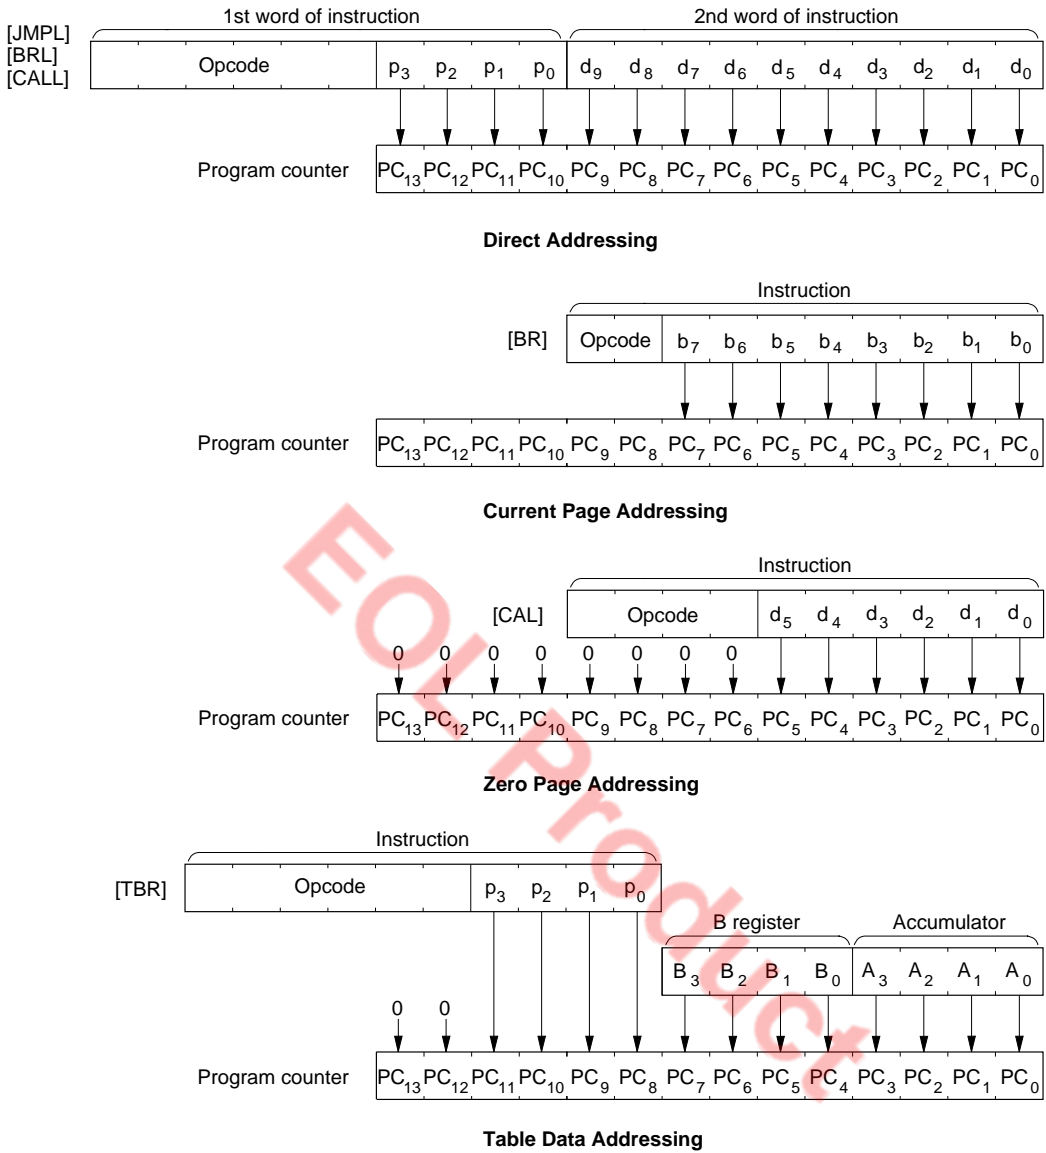 1st word of instruction 2nd word of instruction
[JMPL]
[BRL]
[CALL]
Opcode p3 p2 p1 p0 d9 d8 d7 d6 d5 d4 d3 d2 d1 d0
Program counter PC13 PC12 PC11 PC10 PC9 PC8 PC7 PC6 PC5 PC4 PC3 PC2 PC1 PC0
Direct Addressing
Instruction
[BR] Opcode b7 b6 b5 b4 b3 b2 b1 b0
Program counter PC13 PC12 PC11 PC10 PC9 PC8 PC7 PC6 PC5 PC4 PC3 PC2 PC1 PC0
Current Page Addressing
Instruction
[CAL] Opcode d5 d4 d3 d2 d1 d0
0 0 0 0 0 0 0 0
Program counter PC13 PC12 PC11 PC10 PC9 PC8 PC7 PC6 PC5 PC4 PC3 PC2 PC1 PC0
Zero Page Addressing
Instruction
[TBR] Opcode p3 p2 p1 p0
B register Accumulator
B3 B2 B1 B0 A3 A2 A1 A0
0 0
Program counter PC13 PC12 PC11 PC10 PC9 PC8 PC7 PC6 PC5 PC4 PC3 PC2 PC1 PC0
Table Data Addressing
EOL Product